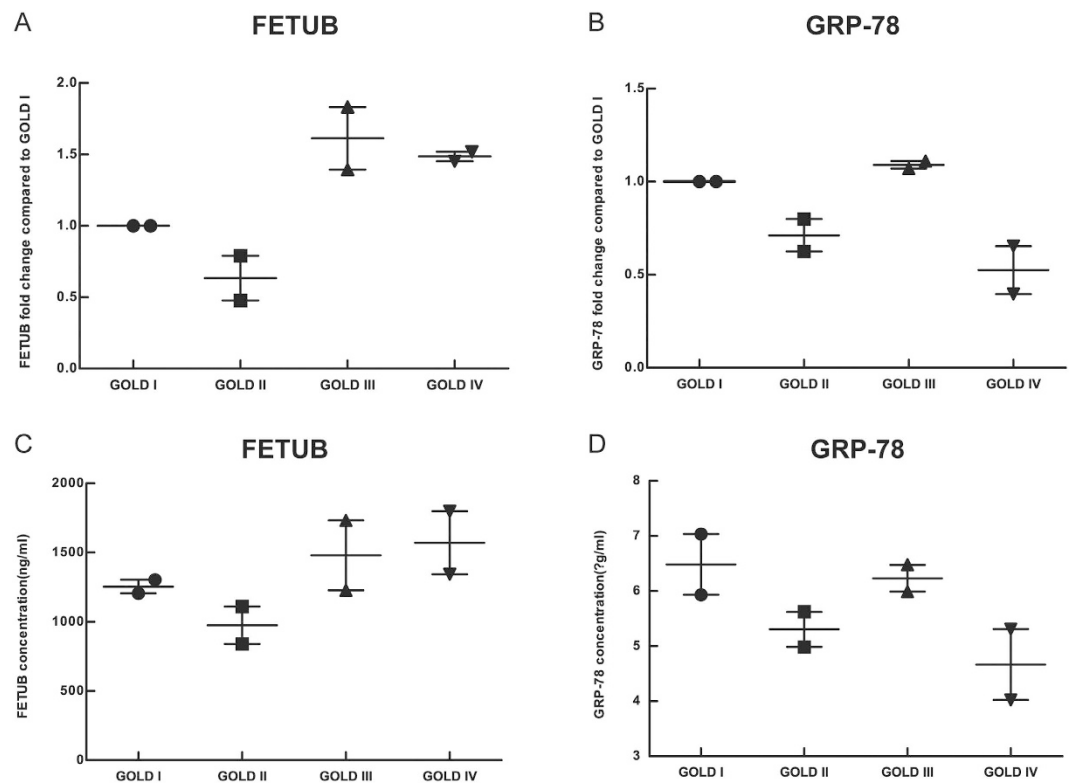 A
FETUB
FETUB fold change compared to GOLD I
2.0
1.5
1.0
0.5
0.0
GOLD I GOLD II GOLD III GOLD IV
B
GRP-78
GRP-78 fold change compared to GOLD I
1.5
1.0
0.5
0.0
GOLD I GOLD II GOLD III GOLD IV
C
FETUB
FETUB concentration(ng/ml)
2000
1500
1000
500
0
GOLD I GOLD II GOLD III GOLD IV
D
GRP-78
GRP-78 concentration(?g/ml)
8
7
6
5
4
3
GOLD I GOLD II GOLD III GOLD IV